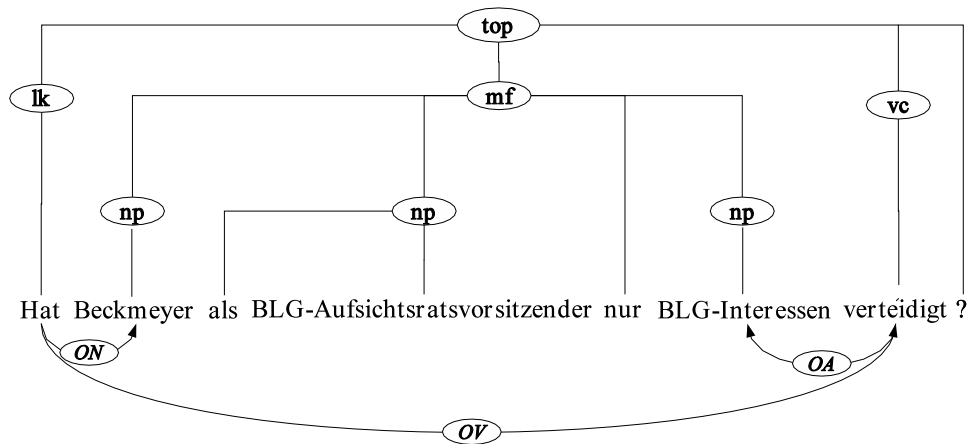 top
lk mf vc
np np np
Hat Beckmeyer als BLG-Aufsichtsratsvorsitzender nur BLG-Interessen verteidigt ?
ON OA
OV